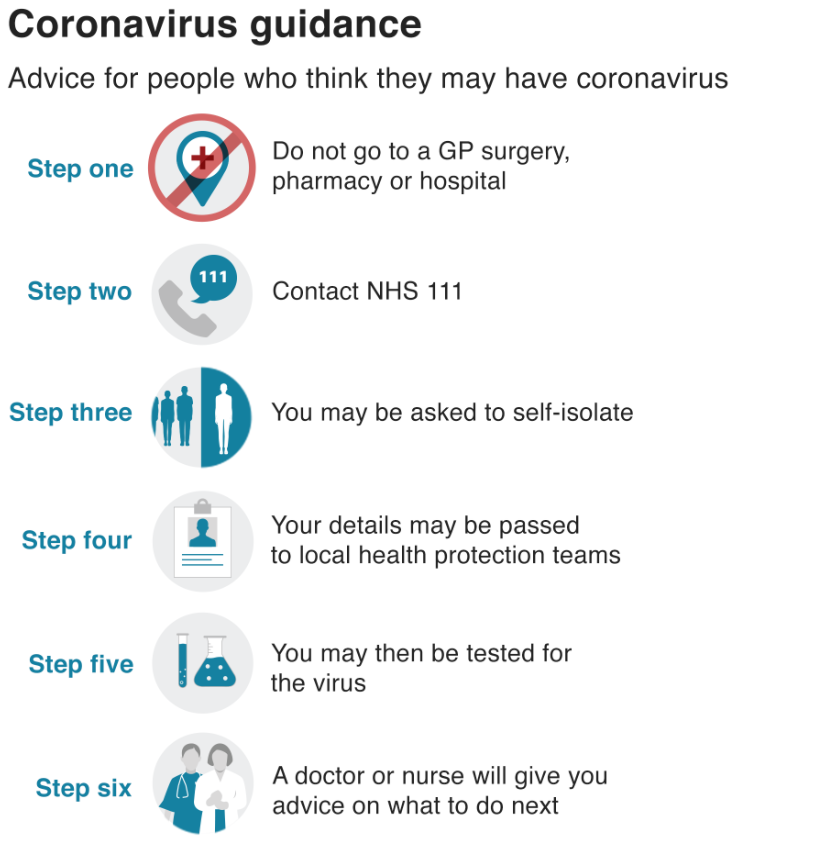 Coronavirus guidance
Advice for people who think they may have coronavirus
Step one
Do not go to a GP surgery,
pharmacy or hospital
Step two
111
Contact NHS 111
Step three
You may be asked to self-isolate
Step four
Your details may be passed
to local health protection teams
Step five
You may then be tested for
the virus
Step six
A doctor or nurse will give you
advice on what to do next